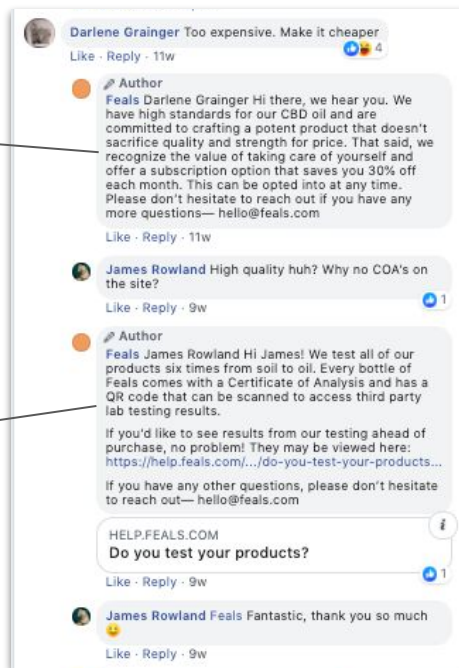 Darlene Grainger Too expensive. Make it cheaper
4
Like · Reply · 11w
Author
Feals Darlene Grainger Hi there, we hear you. We
have high standards for our CBD oil and are
committed to crafting a potent product that doesn't
sacrifice quality and strength for price. That said, we
recognize the value of taking care of yourself and
offer a subscription option that saves you 30% off
each month. This can be opted into at any time.
Please don't hesitate to reach out if you have any
more questions— hello@feals.com
Like · Reply · 11w
James Rowland High quality huh? Why no COA's on
the site?
1
Like · Reply · 9w
Author
Feals James Rowland Hi James! We test all of our
products six times from soil to oil. Every bottle of
Feals comes with a Certificate of Analysis and has a
QR code that can be scanned to access third party
lab testing results.
If you'd like to see results from our testing ahead of
purchase, no problem! They may be viewed here:
https://help.feals.com/.../do-you-test-your-products...
If you have any other questions, please don't hesitate
to reach out— hello@feals.com
HELP.FEALS.COM
i
Do you test your products?
1
Like · Reply · 9w
James Rowland Feals Fantastic, thank you so much
Like · Reply · 9w